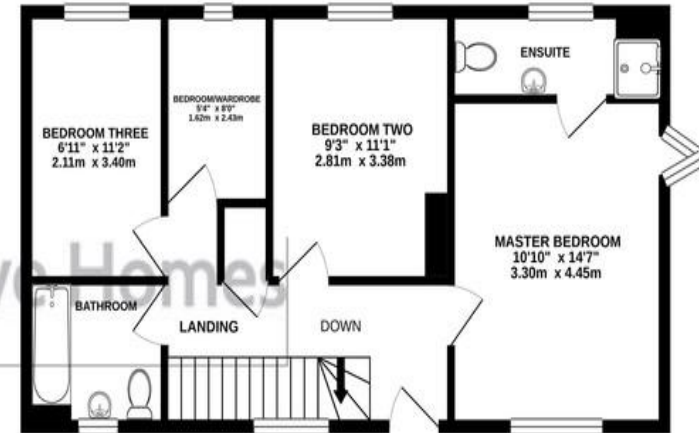 ENSUITE
BEDROOM/WARDROBE
5'4" x 8'0"
1.62m x 2.43m
BEDROOM THREE
6'11" x 11'2"
2.11m x 3.40m
BEDROOM TWO
9'3" x 11'1"
2.81m x 3.38m
MASTER BEDROOM
10'10" x 14'7"
3.30m x 4.45m
Homes
BATHROOM
LANDING
DOWN